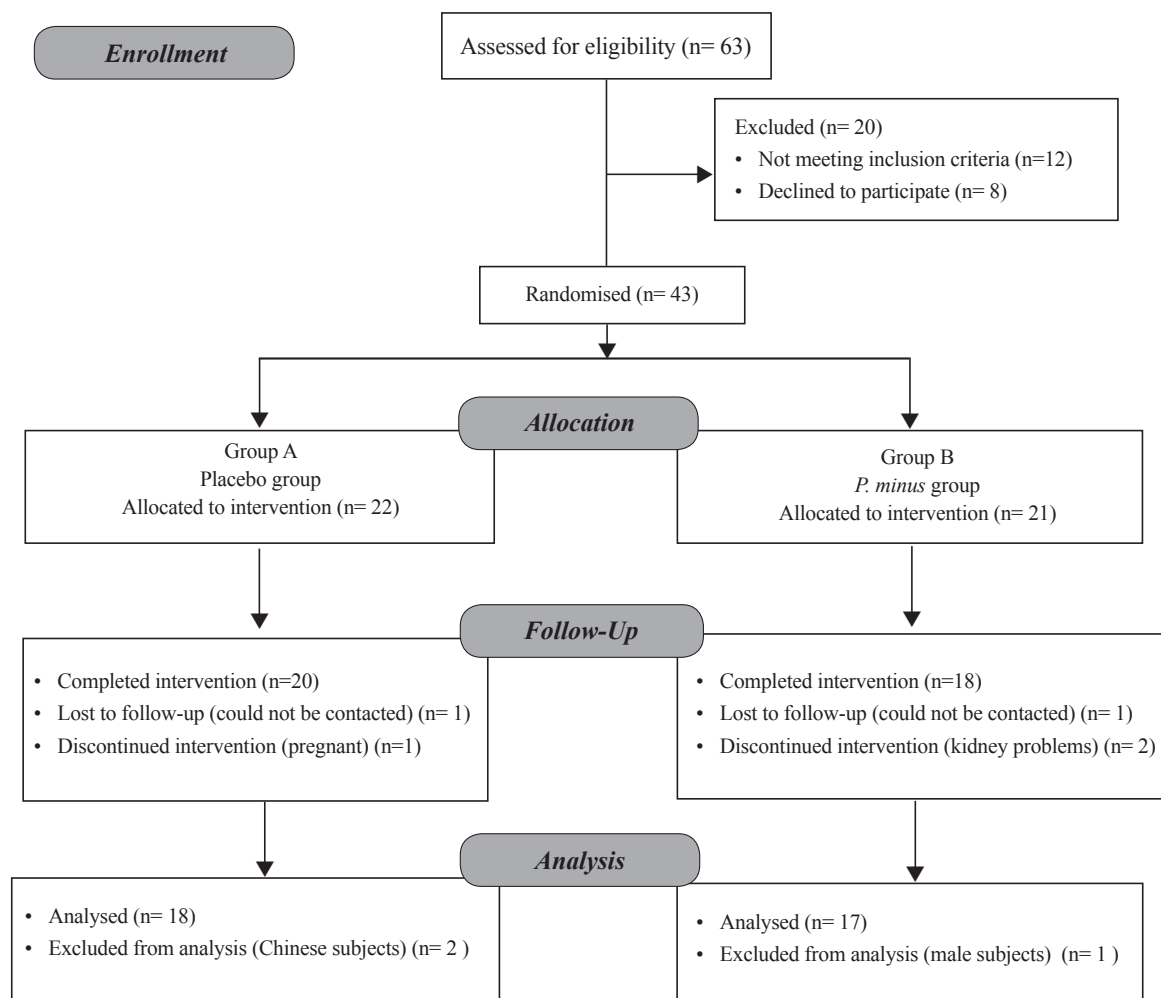 Enrollment
Assessed for eligibility (n= 63)
Excluded (n= 20)
• Not meeting inclusion criteria (n=12)
• Declined to participate (n= 8)
Randomised (n= 43)
Allocation
Group A
Placebo group
Allocated to intervention (n= 22)
Group B
P. minus group
Allocated to intervention (n= 21)
Follow-Up
• Completed intervention (n=20)
• Lost to follow-up (could not be contacted) (n= 1)
• Discontinued intervention (pregnant) (n=1)
• Completed intervention (n=18)
• Lost to follow-up (could not be contacted) (n= 1)
• Discontinued intervention (kidney problems) (n= 2)
Analysis
• Analysed (n= 18)
• Excluded from analysis (Chinese subjects) (n= 2 )
• Analysed (n= 17)
• Excluded from analysis (male subjects)  (n= 1 )